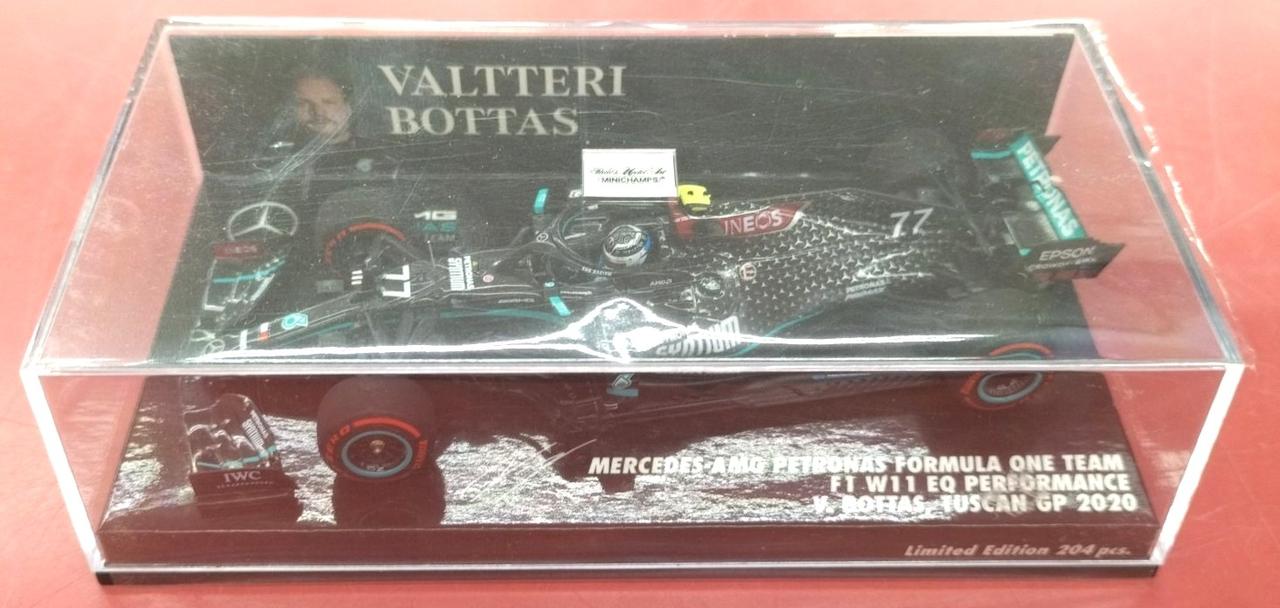 VALTTERI
BOTTAS
MINICHAMPS
PETRONAS
INEOS
77
EPSON
77
AMG
IWC
MERCEDES-AMG PETRONAS FORMULA ONE TEAM
F1 W11 EQ PERFORMANCE
V. BOTTAS, TUSCAN GP 2020
Limited Edition 204 pcs.